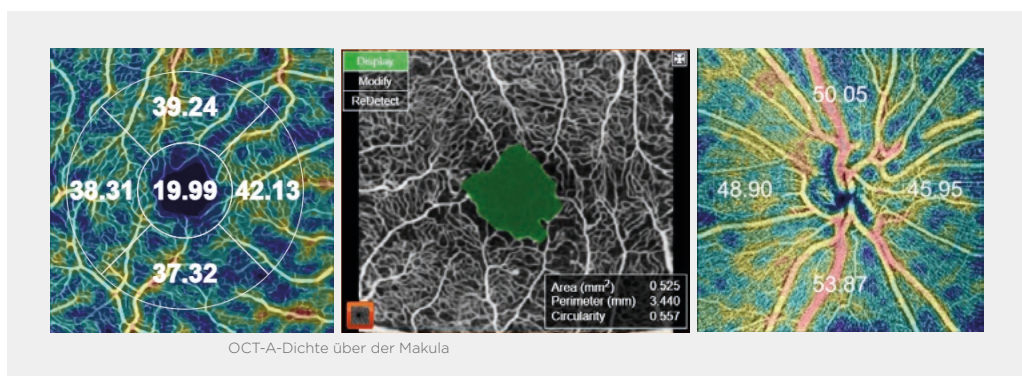 39.24
38.31 19.99 42.13
37.32
Display
Modify
ReDetect
Area (mm²) 0.525
Perimeter (mm) 3.440
Circularity 0.557
50.05
48.90 45.95
53.87
OCT-A-Dichte über der Makula